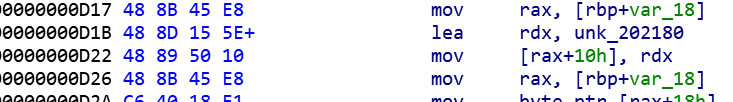 00000000D17 48 8B 45 E8 mov rax, [rbp+var_18]
00000000D1B 48 8D 15 5E+ lea rdx, unk_202180
00000000D22 48 89 50 10 mov [rax+10h], rdx
00000000D26 48 8B 45 E8 mov rax, [rbp+var_18]
00000000D2A C6 40 18 E1 mov byte ptr [rax+18h]